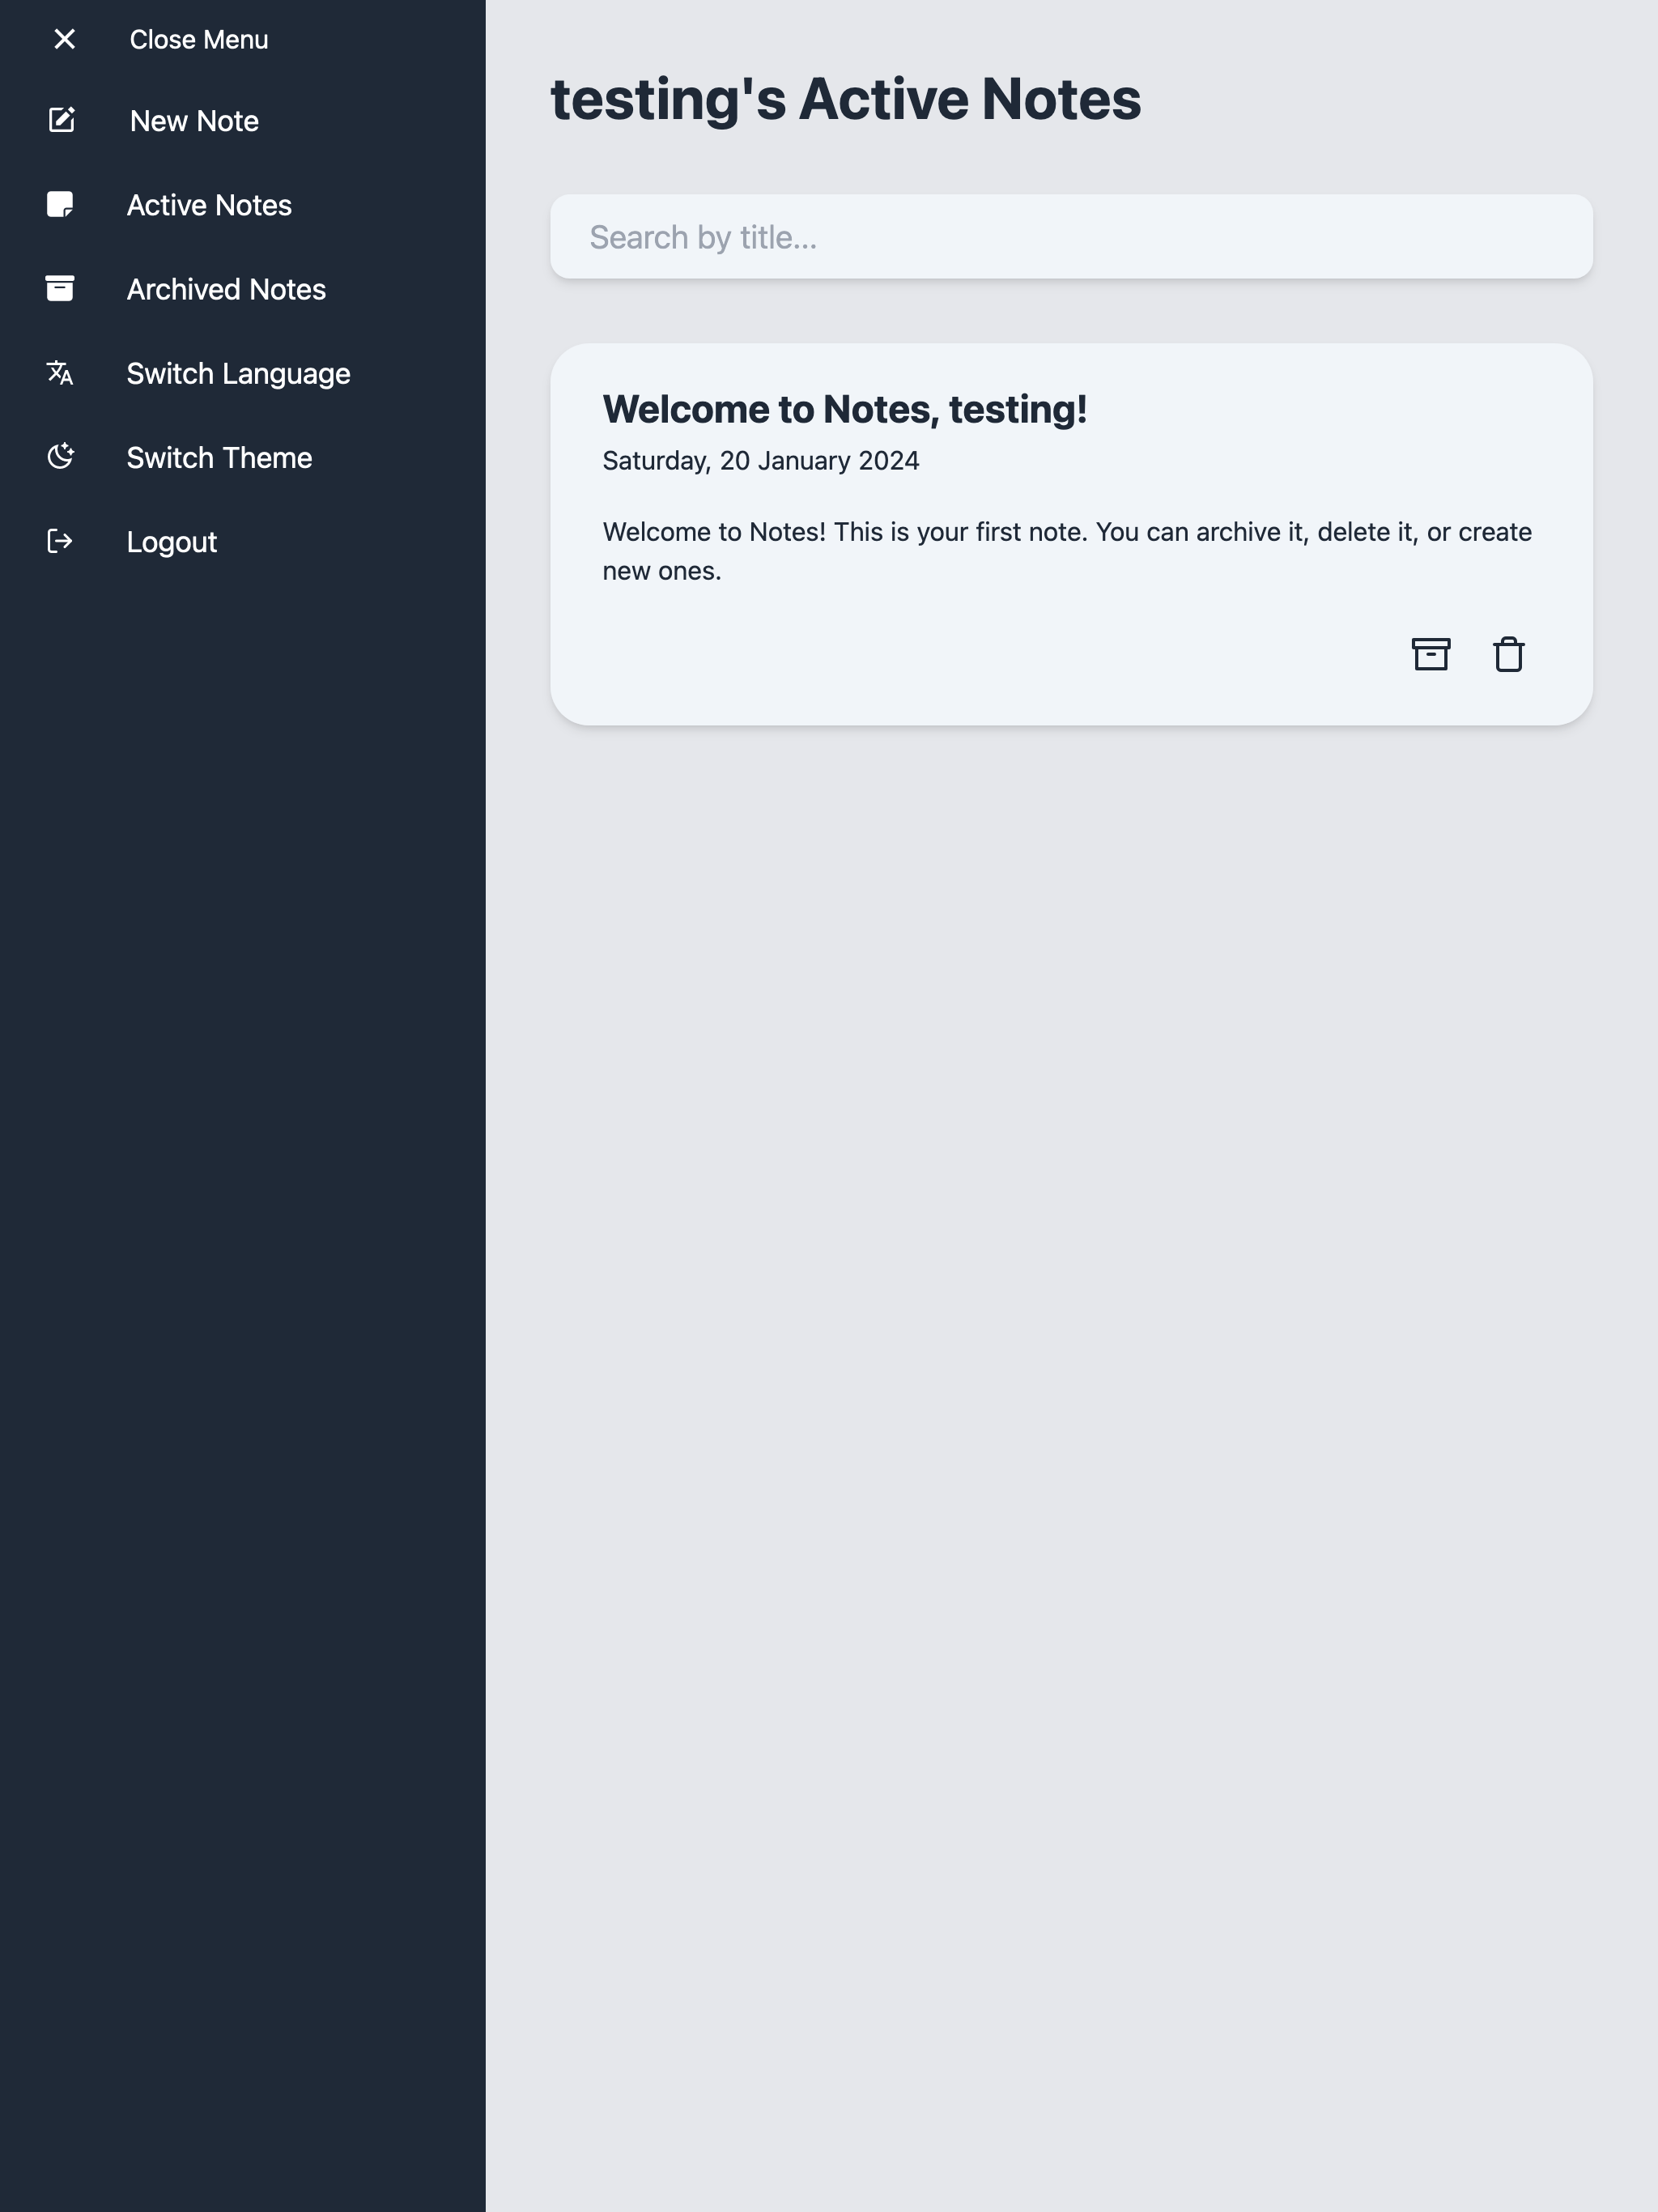 Close Menu
New Note
Active Notes
Archived Notes
Switch Language
Switch Theme
Logout
testing's Active Notes
Search by title...
Welcome to Notes, testing!
Saturday, 20 January 2024
Welcome to Notes! This is your first note. You can archive it, delete it, or create
new ones.